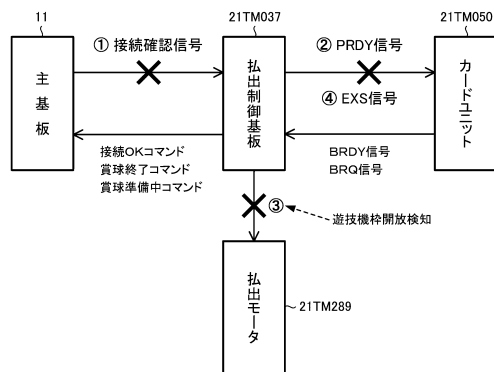 11
21TM037
21TM050
主基板
① 接続確認信号
払出制御基板
② PRDY信号
④ EXS信号
カードユニット
接続OKコマンド
賞球終了コマンド
賞球準備中コマンド
BRDY信号
BRQ信号
③
遊技機枠開放検知
払出モータ
21TM289